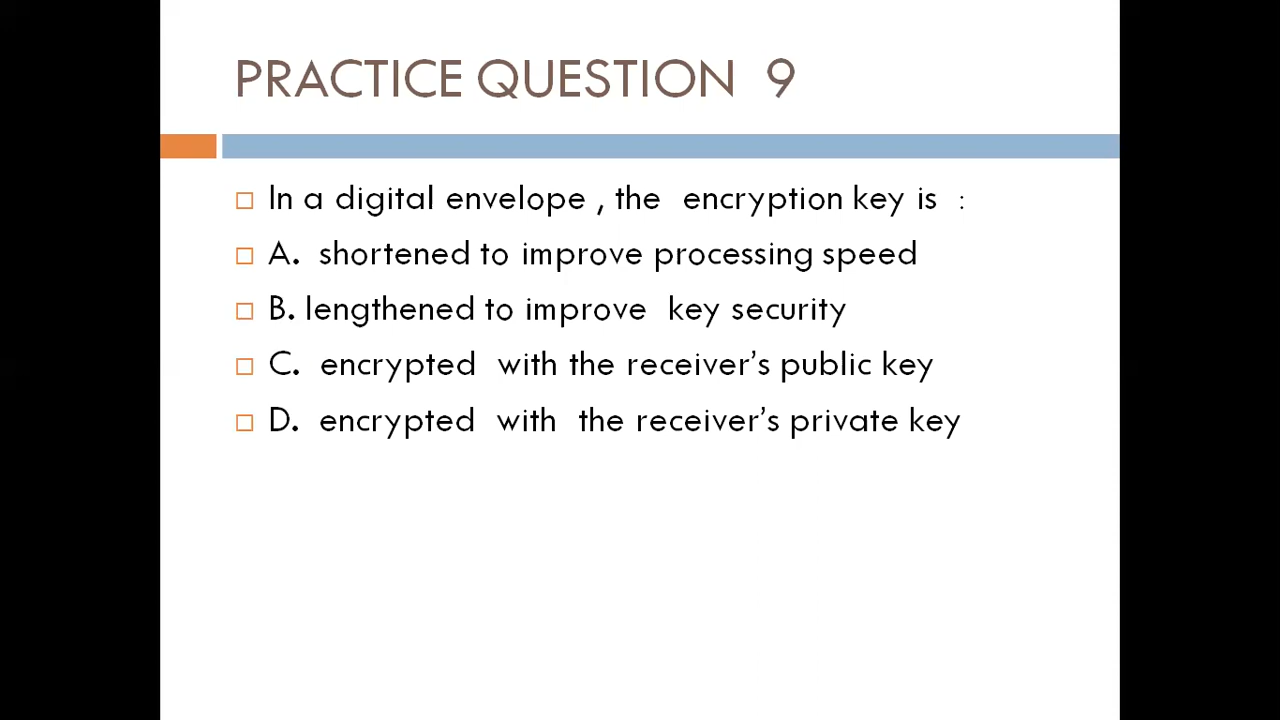 PRACTICE QUESTION 9
In a digital envelope , the encryption key is :
A. shortened to improve processing speed
B. lengthened to improve key security
C. encrypted with the receiver's public key
D. encrypted with the receiver's private key